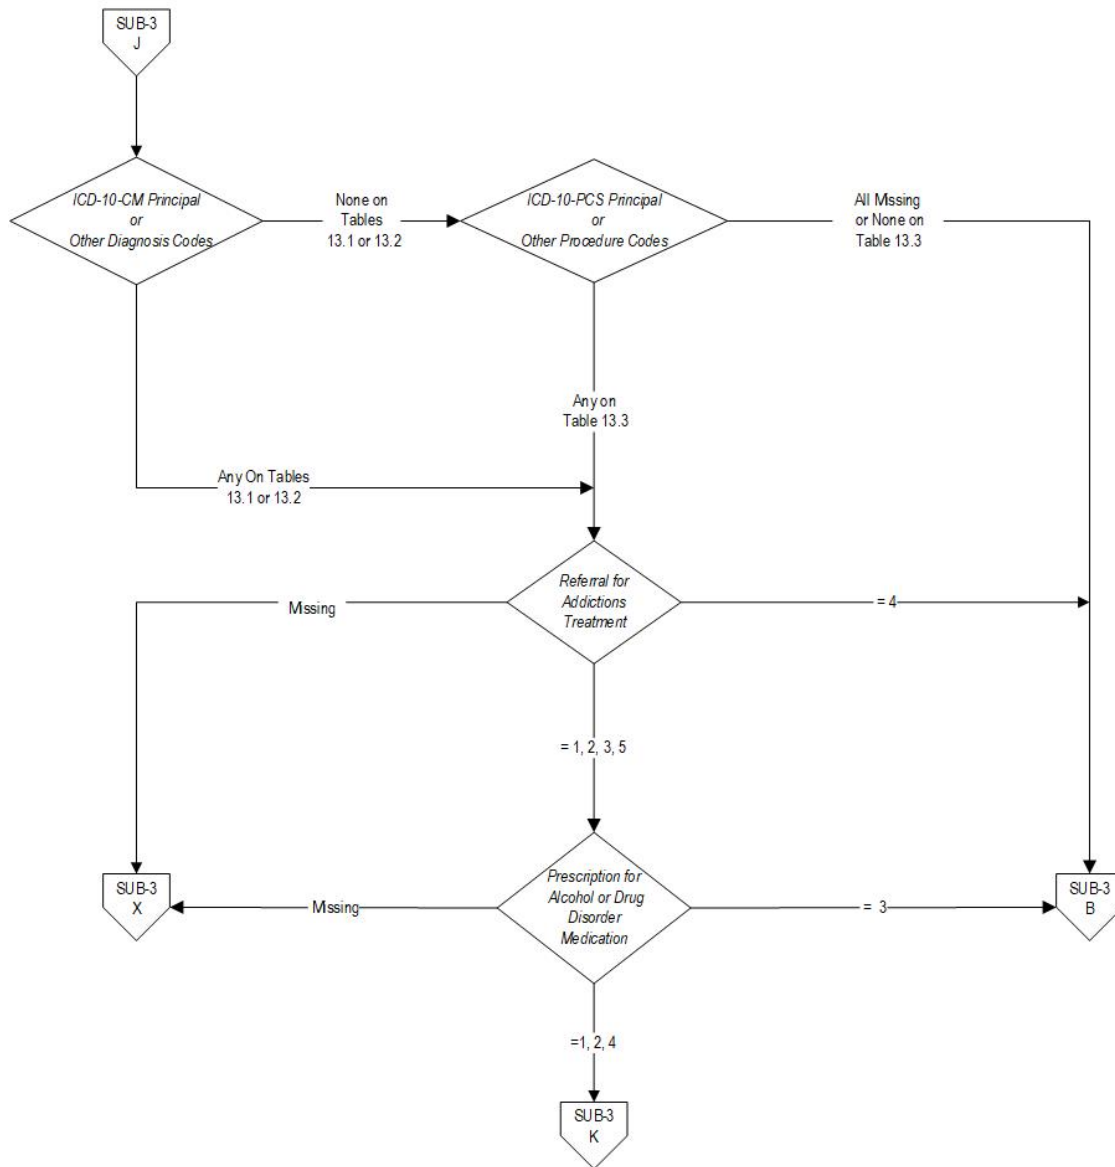 SUB-3
J
ICD-10-CM Principal
or
Other Diagnosis Codes
None on
Tables
13.1 or 13.2
ICD-10-PCS Principal
or
Other Procedure Codes
All Missing
or None on
Table 13.3
Any on
Table 13.3
Any On Tables
13.1 or 13.2
Referral for
Addictions
Treatment
Missing
= 4
= 1, 2, 3, 5
SUB-3
X
Missing
Prescription for
Alcohol or Drug
Disorder
Medication
= 3
SUB-3
B
=1, 2, 4
SUB-3
K